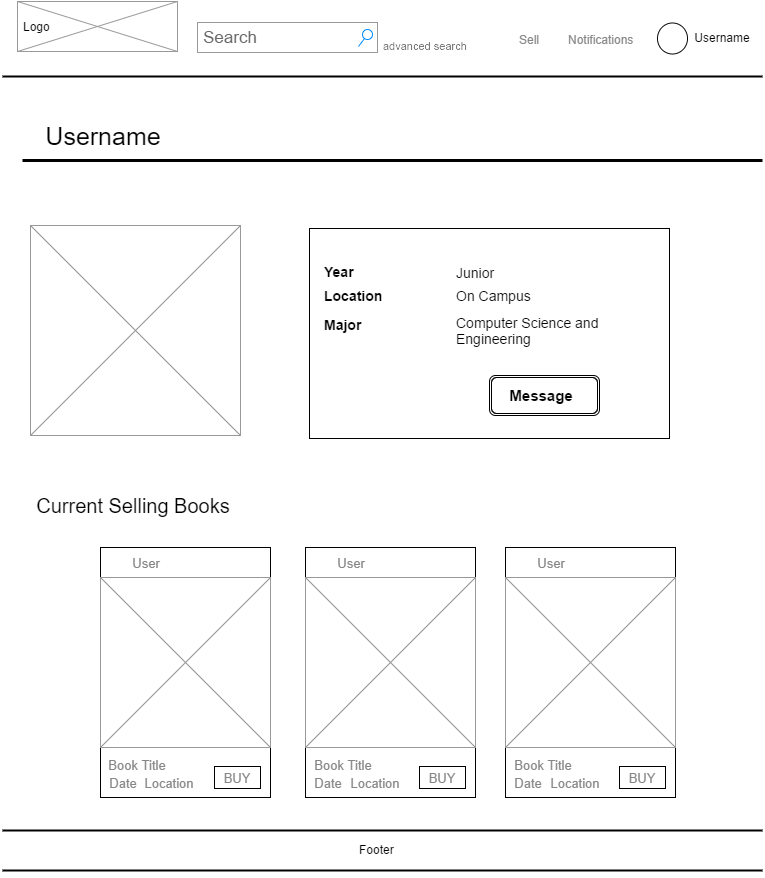 Logo
Search
advanced search
Sell
Notifications
Username
Username
Year
Junior
Location
On Campus
Major
Computer Science and
Engineering
Message
Current Selling Books
User
Book Title
Date Location
BUY
User
Book Title
Date Location
BUY
User
Book Title
Date Location
BUY
Footer